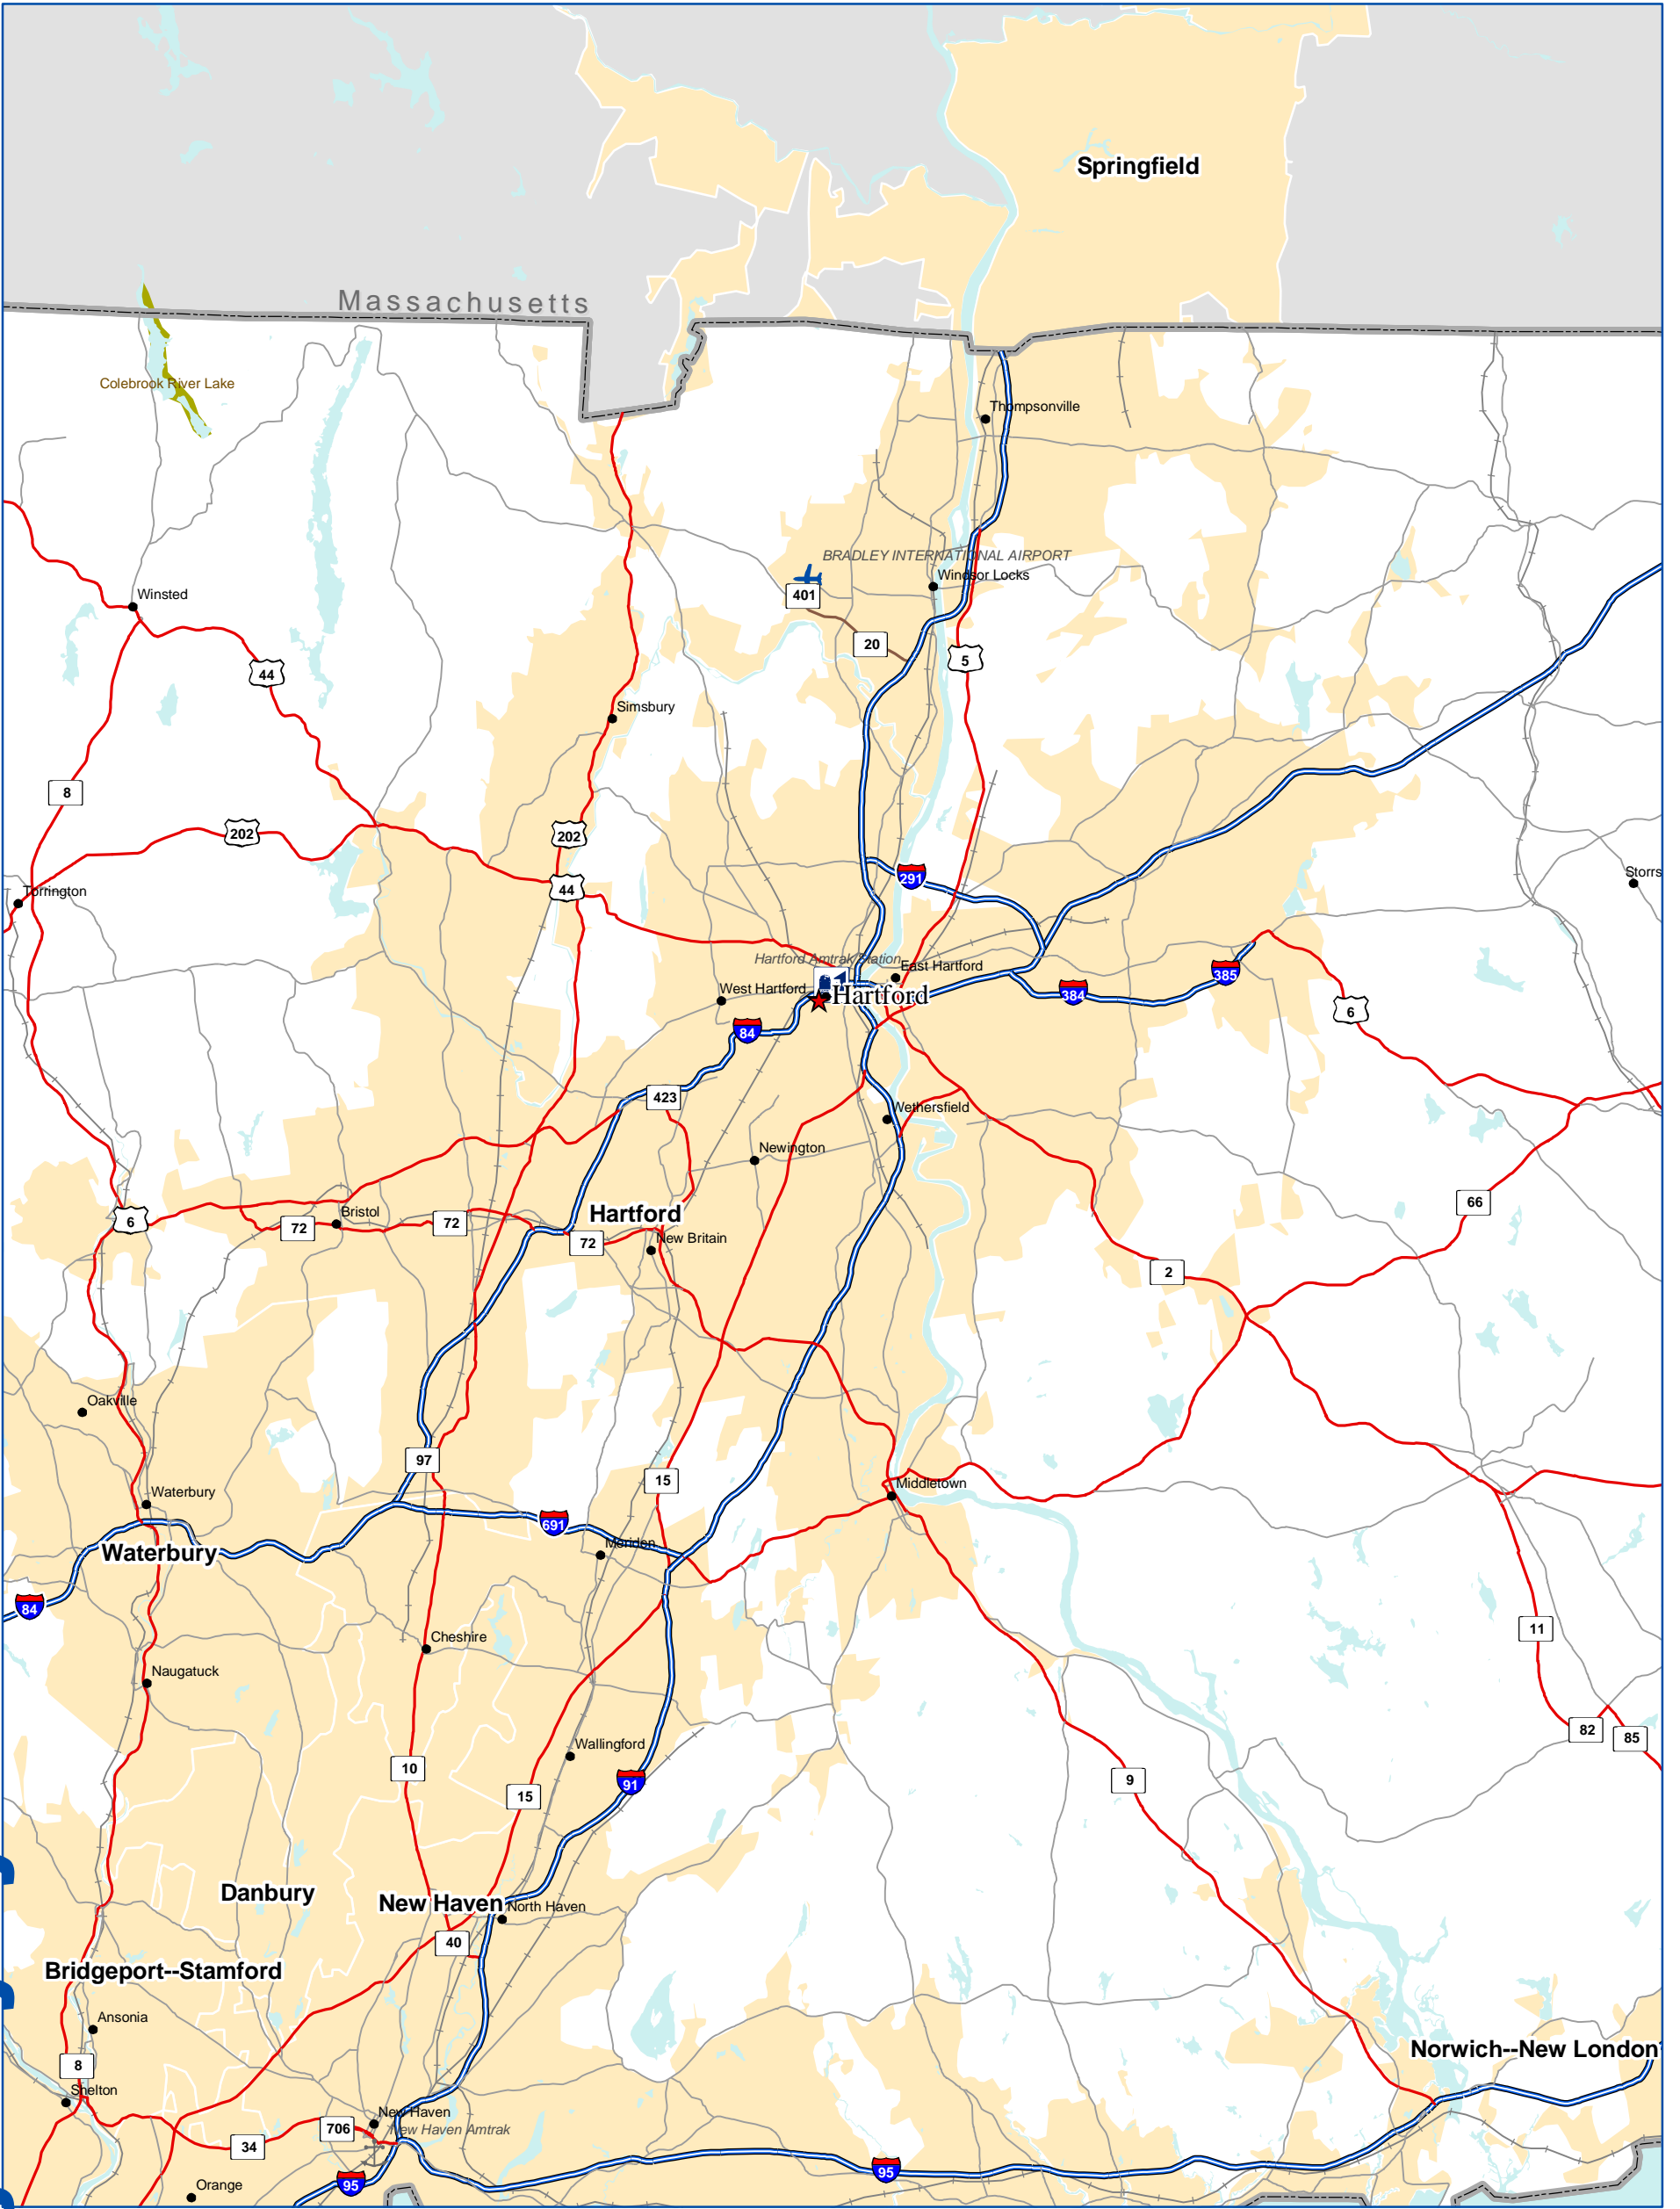 Springfield
Massachusetts
Colebrook River Lake
Thompsonville
BRADLEY INTERNATIONAL AIRPORT
Windsor Locks
401
Winsted
20
5
44
Simsbury
8
202
202
44
291
Torrington
Storrs
Hartford Amtrak Station
East Hartford
385
West Hartford
384
Hartford
6
84
423
Wethersfield
Newington
66
Bristol
Hartford
6
72
72
72
New Britain
2
Oakville
97
15
Middletown
Waterbury
691
Meriden
Waterbury
84
11
Cheshire
Naugatuck
82
85
Wallingford
10
91
9
15
Danbury
New Haven
North Haven
40
Bridgeport--Stamford
Ansonia
Norwich--New London
8
Shelton
New Haven
706
New Haven Amtrak
34
95
95
Orange